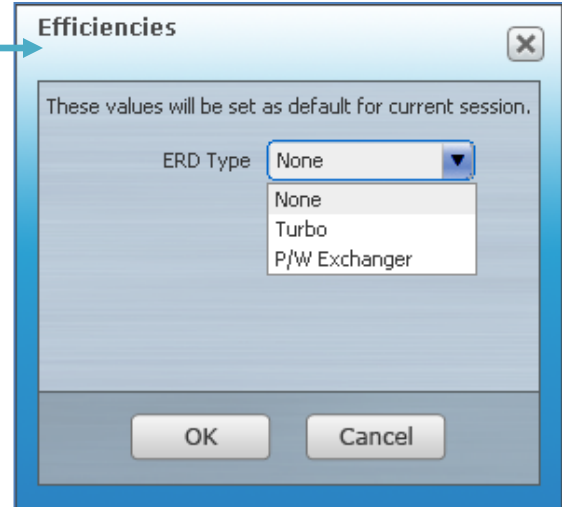 Efficiencies
These values will be set as default for current session.
ERD Type None
None
Turbo
P/W Exchanger
OK Cancel